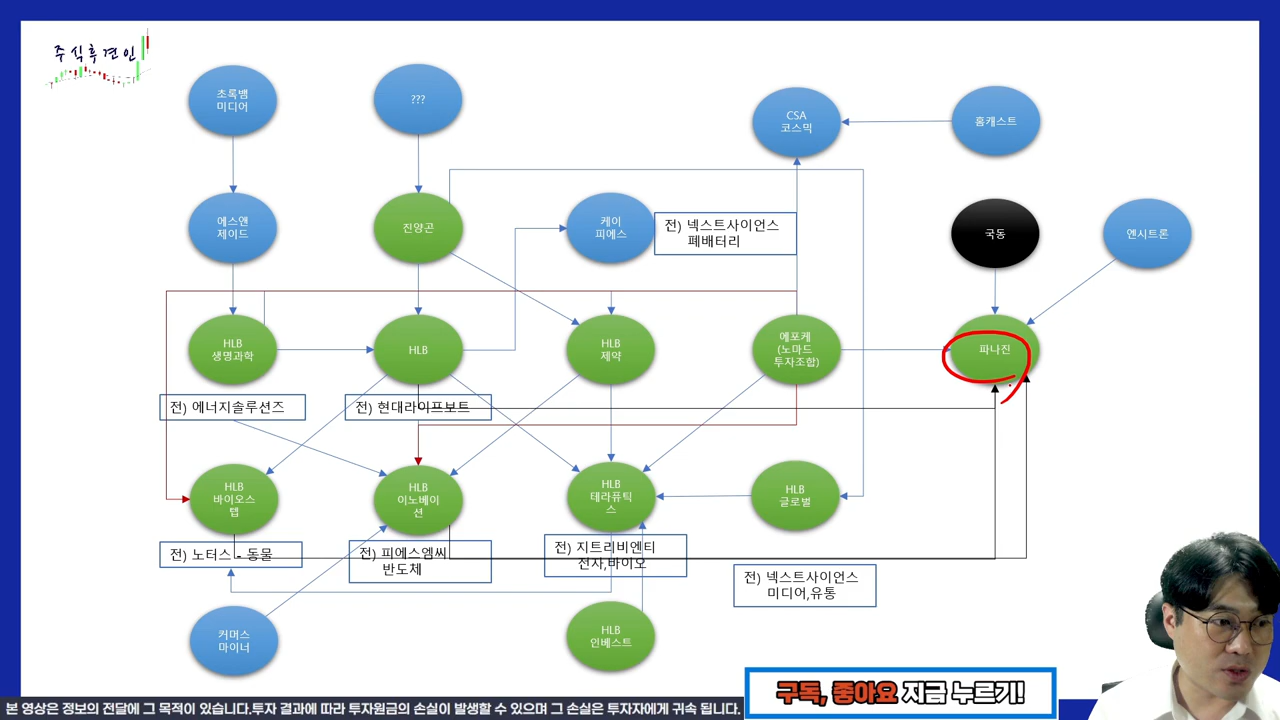 주식후견인
초록뱀
미디어
???
CSA
코스믹
홈캐스트
에스앤
제이드
진양곤
케이
피에스
전) 넥스트사이언스
폐배터리
국동
엔시트론
HLB
생명과학
HLB
HLB
제약
에포케
(노마드
투자조합)
파나진
전) 에너지솔루션즈
전) 현대라이프보트
HLB
바이오스
텝
HLB
이노베이
션
HLB
테라퓨틱
스
HLB
글로벌
전) 노터스 - 동물
전) 피에스엠씨
반도체
전) 지트리비엔티
전자,바이오
전) 넥스트사이언스
미디어,유통
커머스
마이너
HLB
인베스트
구독, 좋아요 지금 누르기!
본 영상은 정보의 전달에 그 목적이 있습니다.투자 결과에 따라 투자원금의 손실이 발생할 수 있으며 그 손실은 투자자에게 귀속 됩니다.